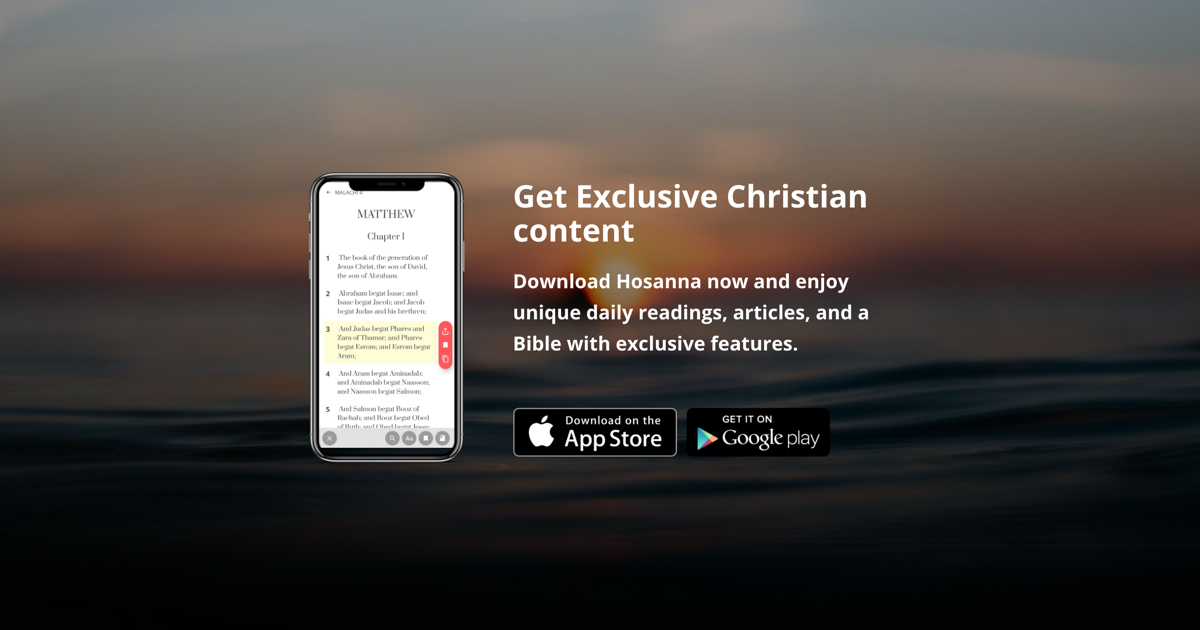 MALACHI 4
MATTHEW
Chapter 1
1 The book of the generation of
Jesus Christ, the son of David,
the son of Abraham.
2 Abraham begat Isaac; and
Isaac begat Jacob; and Jacob
begat Judas and his brethren;
3 And Judas begat Phares and
Zara of Thamar; and Phares
begat Esrom; and Esrom begat
Aram;
4 And Aram begat Aminadab;
and Aminadab begat Naasson;
and Naasson begat Salmon;
5 And Salmon begat Booz of
Rachab; and Booz begat Obed
of Ruth; and Obed begat Jesse;
Aa
Get Exclusive Christian
content
Download Hosanna now and enjoy
unique daily readings, articles, and a
Bible with exclusive features.
Download on the
App Store
GET IT ON
Google play